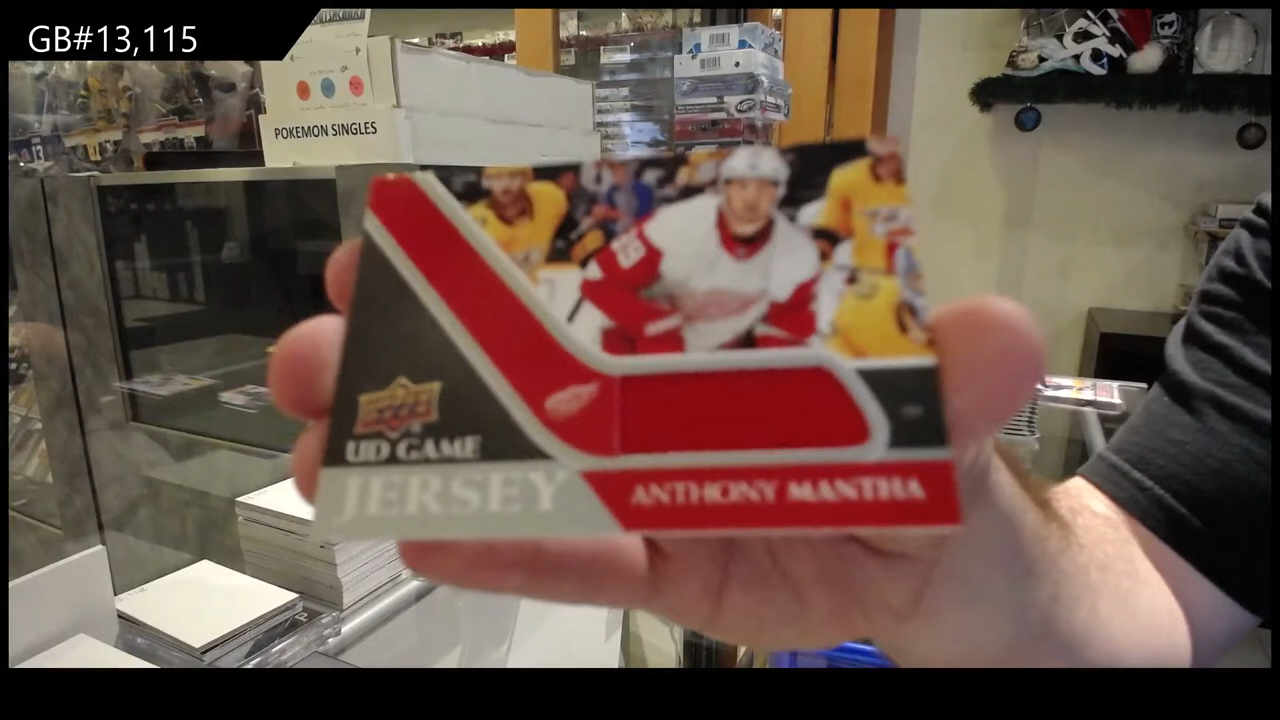 GB#13,115
POKEMON SINGLES
UD GAME
JERSEY
ANTHONY MANTHA